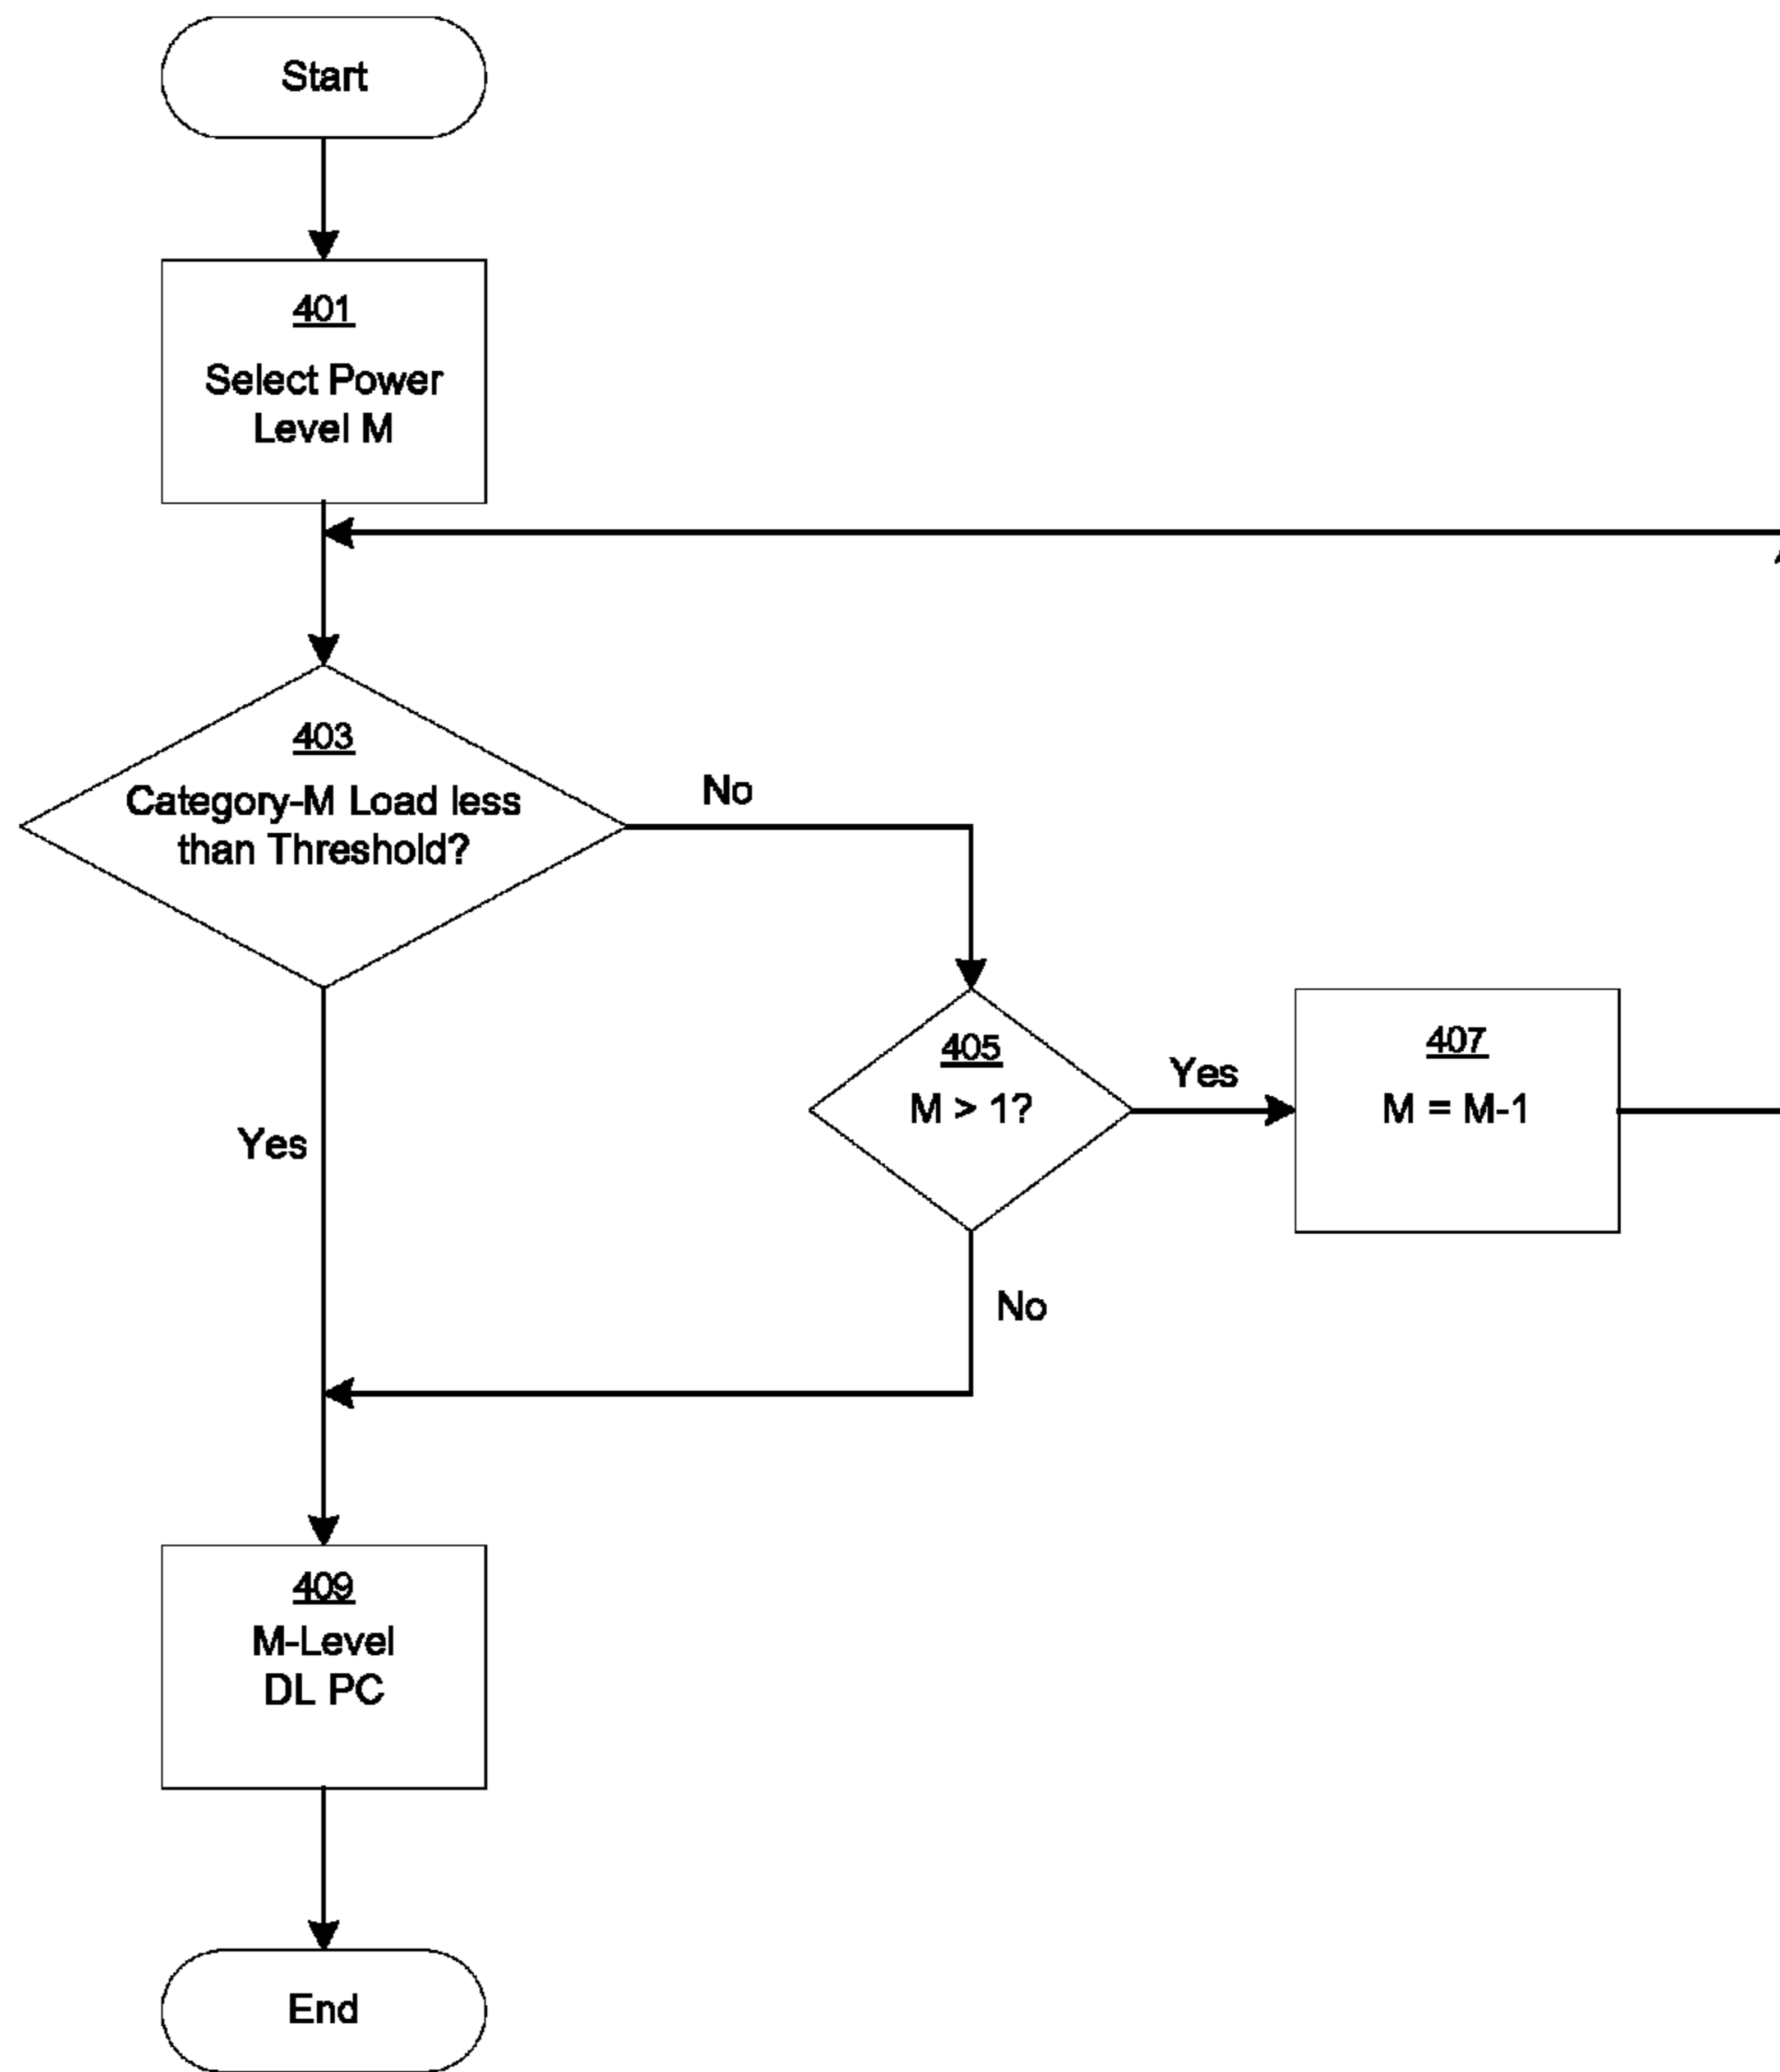 Start
401
Select Power
Level M
403
Category-M Load less
than Threshold?
No
405
M > 1?
Yes
407
M = M-1
Yes
No
409
M-Level
DL PC
End